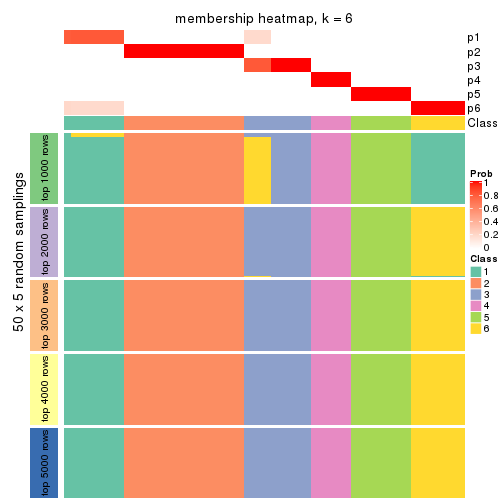 membership heatmap, k = 6
p1
p2
p3
p4
p5
p6
Class
50 x 5 random samplings
top 1000 rows
top 2000 rows
top 3000 rows
top 4000 rows
top 5000 rows
Prob
1
0.8
0.6
0.4
0.2
0
Class
1
2
3
4
5
6